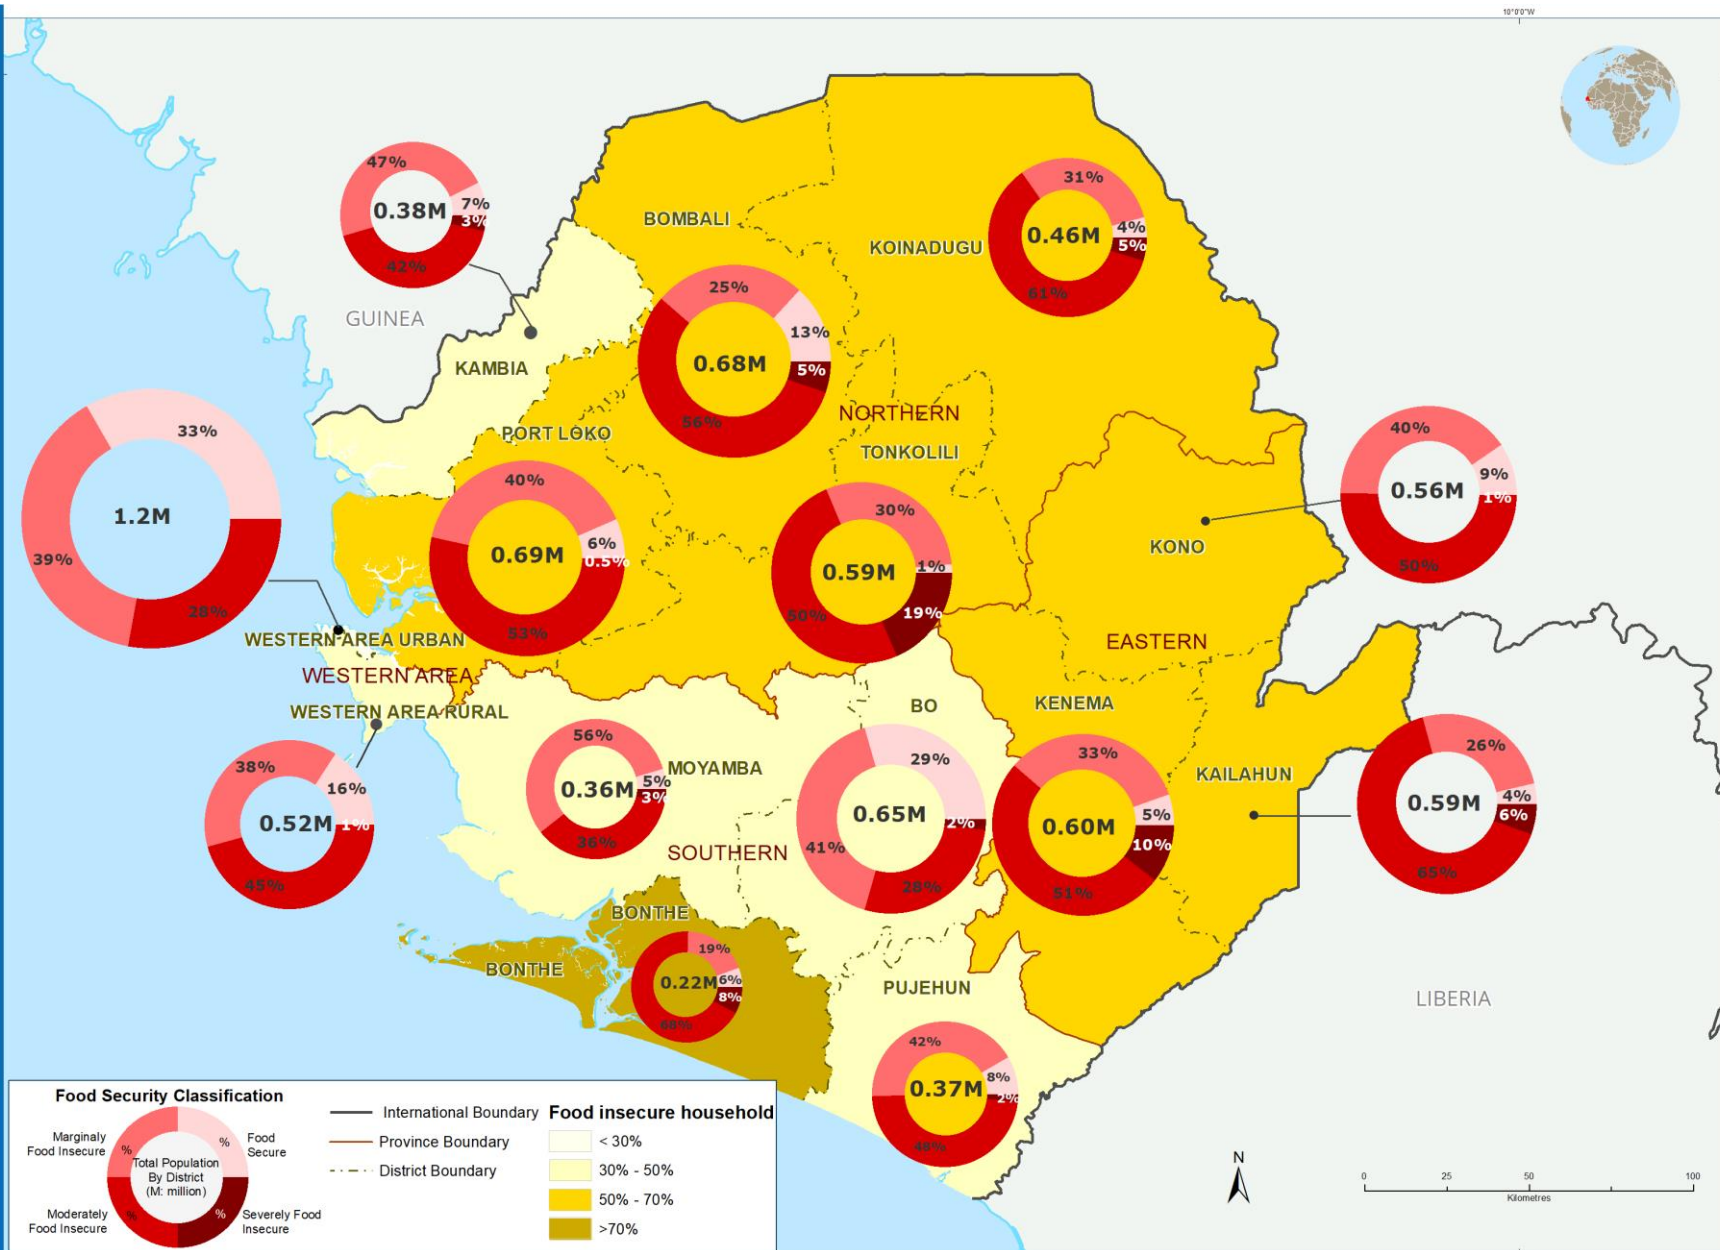 10°0'0"W
47%
7%
3%
42%
0.38M
GUINEA
KAMBIA
BOMBALI
25%
13%
5%
56%
0.68M
KOINADUGU
31%
4%
5%
61%
0.46M
NORTHERN
TONKOLILI
30%
1%
19%
50%
0.59M
PORT LOKO
40%
6%
0.5%
53%
0.69M
33%
39%
28%
1.2M
WESTERN AREA URBAN
WESTERN AREA
WESTERN AREA RURAL
38%
16%
1%
45%
0.52M
40%
9%
1%
50%
0.56M
KONO
EASTERN
KENEMA
33%
5%
10%
51%
0.60M
KAILAHUN
26%
4%
6%
65%
0.59M
BO
29%
2%
28%
41%
0.65M
MOYAMBA
56%
5%
3%
36%
0.36M
SOUTHERN
BONTHE
BONTHE
19%
6%
8%
0.22M
PUJEHUN
42%
8%
2%
0.37M
LIBERIA
Food Security Classification
Marginaly
Food Insecure
%
%
Food
Secure
Total Population
By District
(M: million)
Moderately
Food Insecure
%
%
Severely Food
Insecure
International Boundary
Province Boundary
District Boundary
Food insecure household
< 30%
30% - 50%
50% - 70%
>70%
N
0
25
50
100
Kilometres